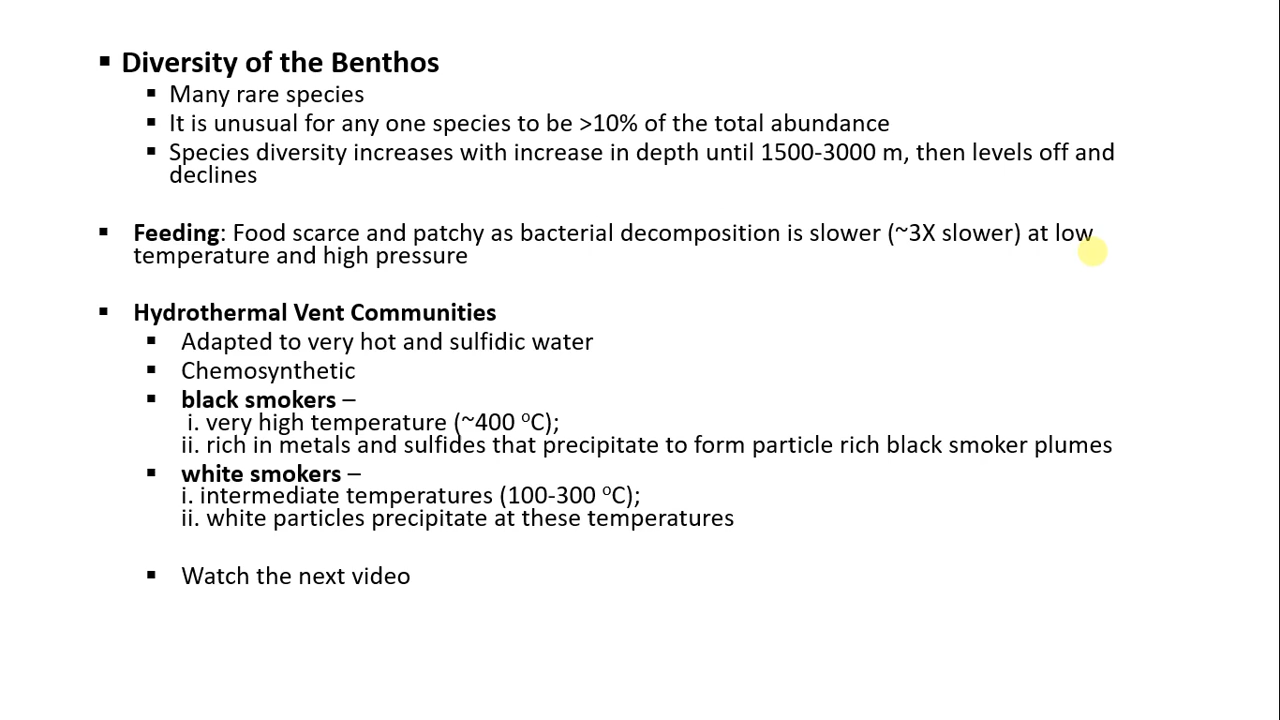 ▪ Diversity of the Benthos
▪ Many rare species
▪ It is unusual for any one species to be >10% of the total abundance
▪ Species diversity increases with increase in depth until 1500-3000 m, then levels off and
declines
▪ Feeding: Food scarce and patchy as bacterial decomposition is slower (~3X slower) at low
temperature and high pressure
▪ Hydrothermal Vent Communities
▪ Adapted to very hot and sulfidic water
▪ Chemosynthetic
▪ black smokers –
i. very high temperature (~400 ºC);
ii. rich in metals and sulfides that precipitate to form particle rich black smoker plumes
▪ white smokers –
i. intermediate temperatures (100-300 ºC);
ii. white particles precipitate at these temperatures
▪ Watch the next video